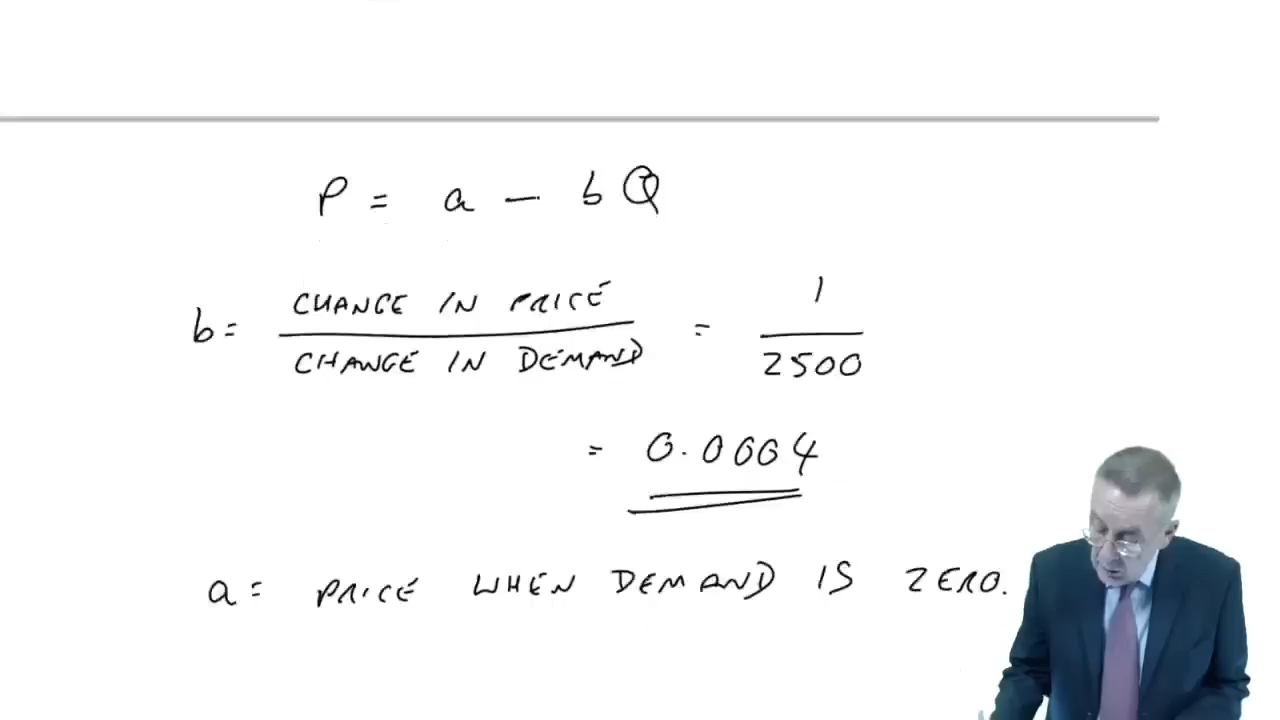 P = a - bQ
b = CHANGE IN PRICE / CHANGE IN DEMAND = 1 / 2500
= 0.0004
a = PRICE WHEN DEMAND IS ZERO.